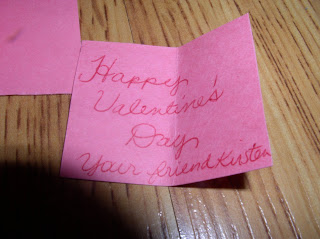 Happy
Valentine's
Day
Your friend Kirsten